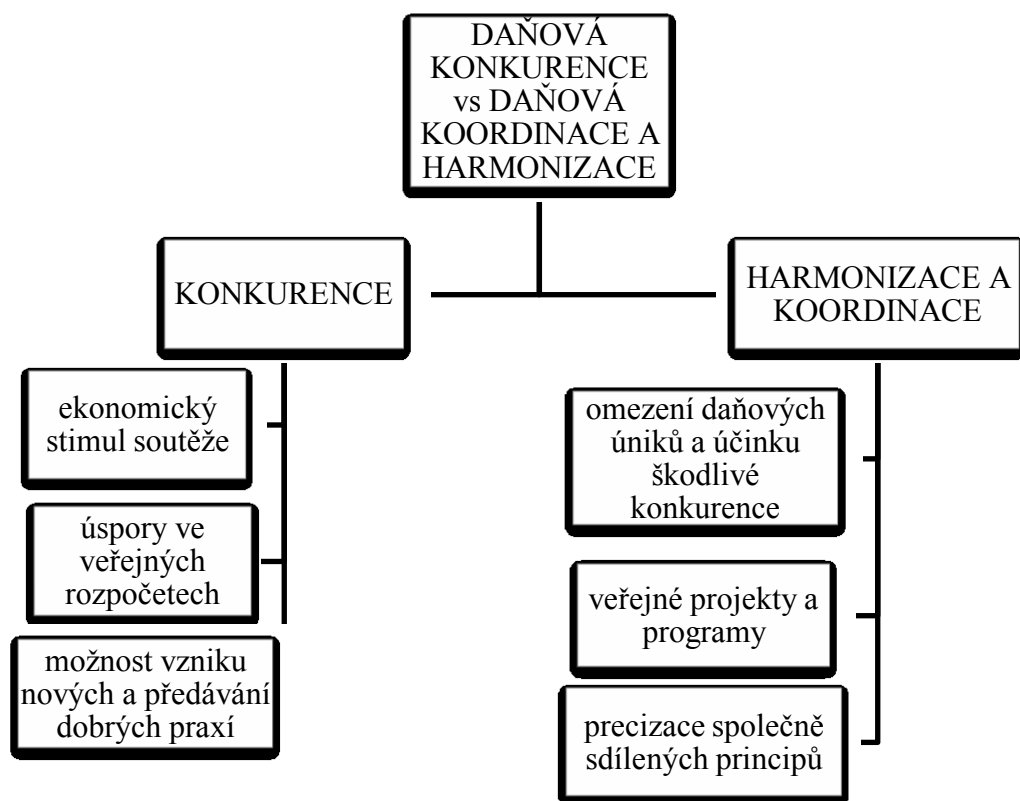 DAŇOVÁ
KONKURENCE
vs DAŇOVÁ
KOORDINACE A
HARMONIZACE
KONKURENCE
ekonomický
stimul soutěže
úspory ve
veřejných
rozpočetech
možnost vzniku
nových a předávání
dobrých praxí
HARMONIZACE A
KOORDINACE
omezení daňových
úniků a účinku
škodlivé
konkurence
veřejné projekty a
programy
precizace společně
sdílených principů